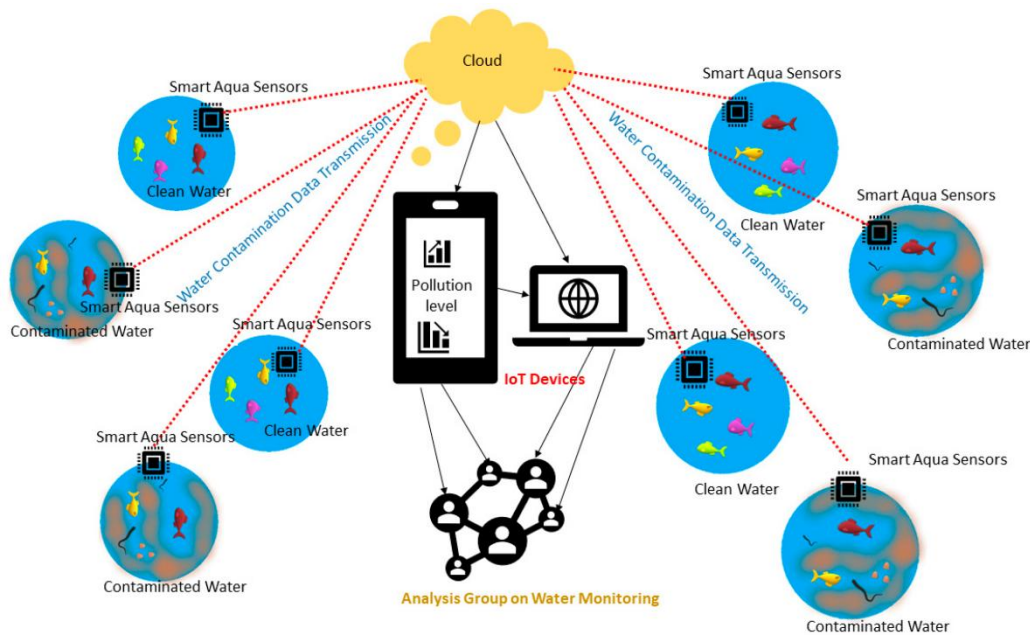 Cloud
Smart Aqua Sensors
Clean Water
Water Contamination Data Transmission
Smart Aqua Sensors
Contaminated Water
Smart Aqua Sensors
Clean Water
Smart Aqua Sensors
Contaminated Water
Pollution
level
IoT Devices
Analysis Group on Water Monitoring
Smart Aqua Sensors
Clean Water
Water Contamination Data Transmission
Smart Aqua Sensors
Contaminated Water
Smart Aqua Sensors
Clean Water
Smart Aqua Sensors
Contaminated Water